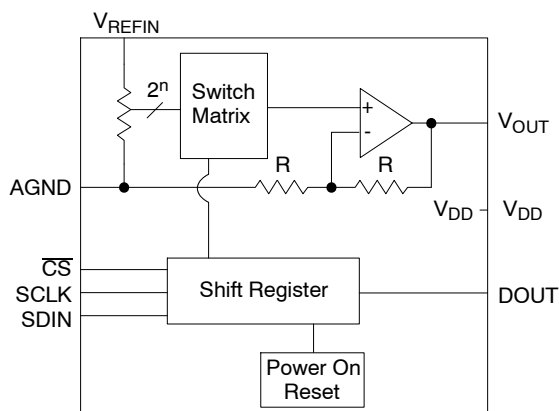 VREFIN
2ⁿ
Switch
Matrix
+
-
VOUT
R
R
AGND
VDD
VDD
CS
SCLK
SDIN
Shift Register
DOUT
Power On
Reset